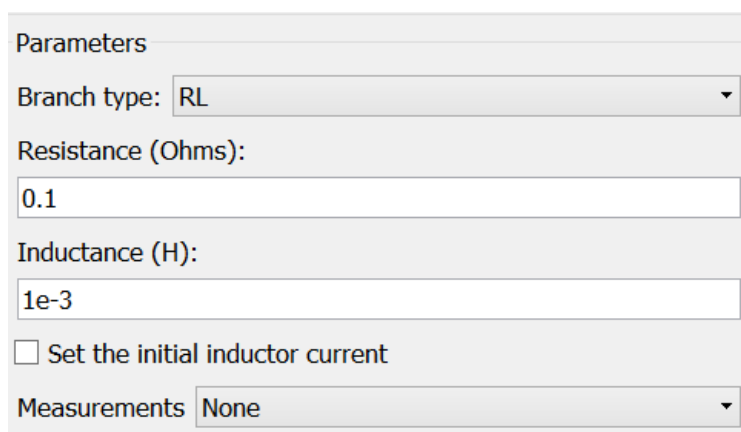 Parameters
Branch type: RL
Resistance (Ohms):
0.1
Inductance (H):
1e-3
Set the initial inductor current
Measurements None